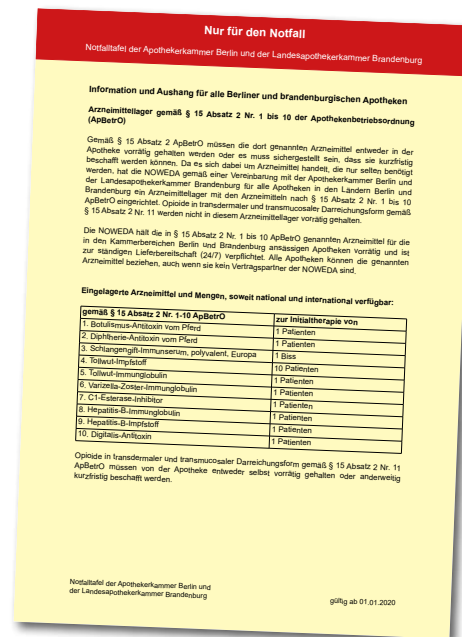 Nur für den Notfall
Notfalltafel der Apothekerkammer Berlin und der Landesapothekerkammer Brandenburg
Information und Aushang für alle Berliner und brandenburgischen Apotheken
Arzneimittellager gemäß § 15 Absatz 2 Nr. 1 bis 10 der Apothekenbetriebsordnung
(ApBetrO)
Gemäß § 15 Absatz 2 ApBetrO müssen die dort genannten Arzneimittel entweder in der
Apotheke vorrätig gehalten werden oder es muss sichergestellt sein, dass sie kurzfristig
beschafft werden können. Da es sich dabei um Arzneimittel handelt, die nur selten benötigt
werden, hat die NOWEDA gemäß einer Vereinbarung mit der Apothekerkammer Berlin und
der Landesapothekerkammer Brandenburg für alle Apotheken in den Ländern Berlin und
Brandenburg ein Arzneimittellager mit den Arzneimitteln nach § 15 Absatz 2 Nr. 1 bis 10
ApBetrO eingerichtet. Opioide in transdermaler und transmucosaler Darreichungsform gemäß
§ 15 Absatz 2 Nr. 11 werden nicht in diesem Arzneimittellager vorrätig gehalten.
Die NOWEDA hält die in § 15 Absatz 2 Nr. 1 bis 10 ApBetrO genannten Arzneimittel für die
in den Kammerbereichen Berlin und Brandenburg ansässigen Apotheken vorrätig und ist
zur ständigen Lieferbereitschaft (24/7) verpflichtet. Alle Apotheken können die genannten
Arzneimittel beziehen, auch wenn sie kein Vertragspartner der NOWEDA sind.
Eingelagerte Arzneimittel und Mengen, soweit national und international verfügbar:
gemäß § 15 Absatz 2 Nr. 1-10 ApBetrO zur Initialtherapie von
1. Botulismus-Antitoxin vom Pferd 1 Patienten
2. Diphtherie-Antitoxin vom Pferd 1 Patienten
3. Schlangengift-Immunserum, polyvalent, Europa 1 Biss
4. Tollwut-Impfstoff 10 Patienten
5. Tollwut-Immunglobulin 1 Patienten
6. Varizella-Zoster-Immunglobulin 1 Patienten
7. C1-Esterase-Inhibitor 1 Patienten
8. Hepatitis-B-Immunglobulin 1 Patienten
9. Hepatitis-B-Impfstoff 1 Patienten
10. Digitalis-Antitoxin 1 Patienten
Opioide in transdermaler und transmucosaler Darreichungsform gemäß § 15 Absatz 2 Nr. 11
ApBetrO müssen von der Apotheke entweder selbst vorrätig gehalten oder anderweitig
kurzfristig beschafft werden.
Notfalltafel der Apothekerkammer Berlin und
der Landesapothekerkammer Brandenburg
gültig ab 01.01.2020